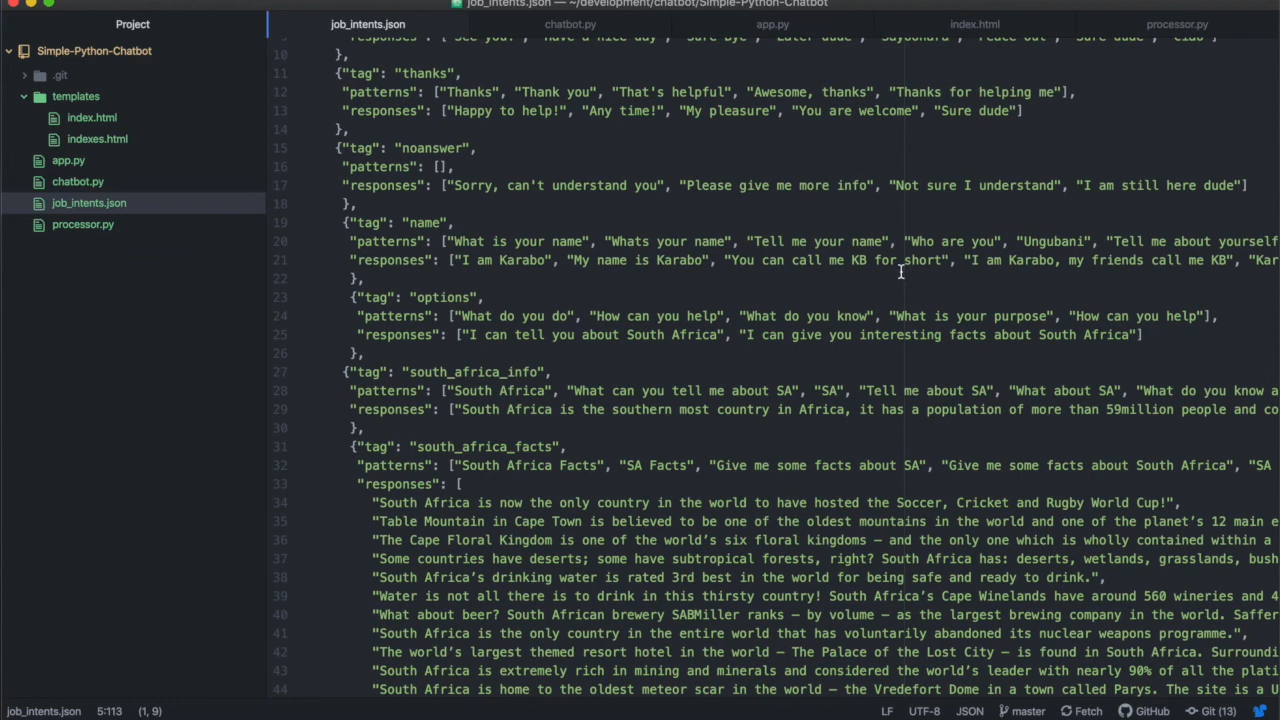 job_intents.json — ~/development/chatbot/Simple-Python-Chatbot
Project
job_intents.json
chatbot.py
app.py
index.html
processor.py
Simple-Python-Chatbot
.git
templates
index.html
indexes.html
app.py
chatbot.py
job_intents.json
processor.py
9 "responses": ["See you!", "Have a nice day", "Sure bye", "Later dude", "Sayounara", "Peace out", "Sure dude", "Ciao"]
10 },
11 {"tag": "thanks",
12 "patterns": ["Thanks", "Thank you", "That's helpful", "Awesome, thanks", "Thanks for helping me"],
13 "responses": ["Happy to help!", "Any time!", "My pleasure", "You are welcome", "Sure dude"]
14 },
15 {"tag": "noanswer",
16 "patterns": [],
17 "responses": ["Sorry, can't understand you", "Please give me more info", "Not sure I understand", "I am still here dude"]
18 },
19 {"tag": "name",
20 "patterns": ["What is your name", "Whats your name", "Tell me your name", "Who are you", "Ungubani", "Tell me about yourself
21 "responses": ["I am Karabo", "My name is Karabo", "You can call me KB for short", "I am Karabo, my friends call me KB", "Kar
22 },
23 {"tag": "options",
24 "patterns": ["What do you do", "How can you help", "What do you know", "What is your purpose", "How can you help"],
25 "responses": ["I can tell you about South Africa", "I can give you interesting facts about South Africa"]
26 },
27 {"tag": "south_africa_info",
28 "patterns": ["South Africa", "What can you tell me about SA", "SA", "Tell me about SA", "What about SA", "What do you know a
29 "responses": ["South Africa is the southern most country in Africa, it has a population of more than 59million people and co
30 },
31 {"tag": "south_africa_facts",
32 "patterns": ["South Africa Facts", "SA Facts", "Give me some facts about SA", "Give me some facts about South Africa", "SA
33 "responses": [
34 "South Africa is now the only country in the world to have hosted the Soccer, Cricket and Rugby World Cup!",
35 "Table Mountain in Cape Town is believed to be one of the oldest mountains in the world and one of the planet’s 12 main e
36 "The Cape Floral Kingdom is one of the world’s six floral kingdoms – and the only one which is wholly contained within a
37 "Some countries have deserts; some have subtropical forests, right? South Africa has: deserts, wetlands, grasslands, bush
38 "South Africa’s drinking water is rated 3rd best in the world for being safe and ready to drink.",
39 "Water is not all there is to drink in this thirsty country! South Africa’s Cape Winelands have around 560 wineries and 4
40 "What about beer? South African brewery SABMiller ranks – by volume – as the largest brewing company in the world. Saffer
41 "South Africa is the only country in the entire world that has voluntarily abandoned its nuclear weapons programme.",
42 "The world’s largest themed resort hotel in the world – The Palace of the Lost City – is found in South Africa. Surroundi
43 "South Africa is extremely rich in mining and minerals and considered the world’s leader with nearly 90% of all the plati
44 "South Africa is home to the oldest meteor scar in the world – the Vredefort Dome in a town called Parys. The site is a U
job_intents.json 5:113 (1, 9) LF UTF-8 JSON master Fetch GitHub Git (13)